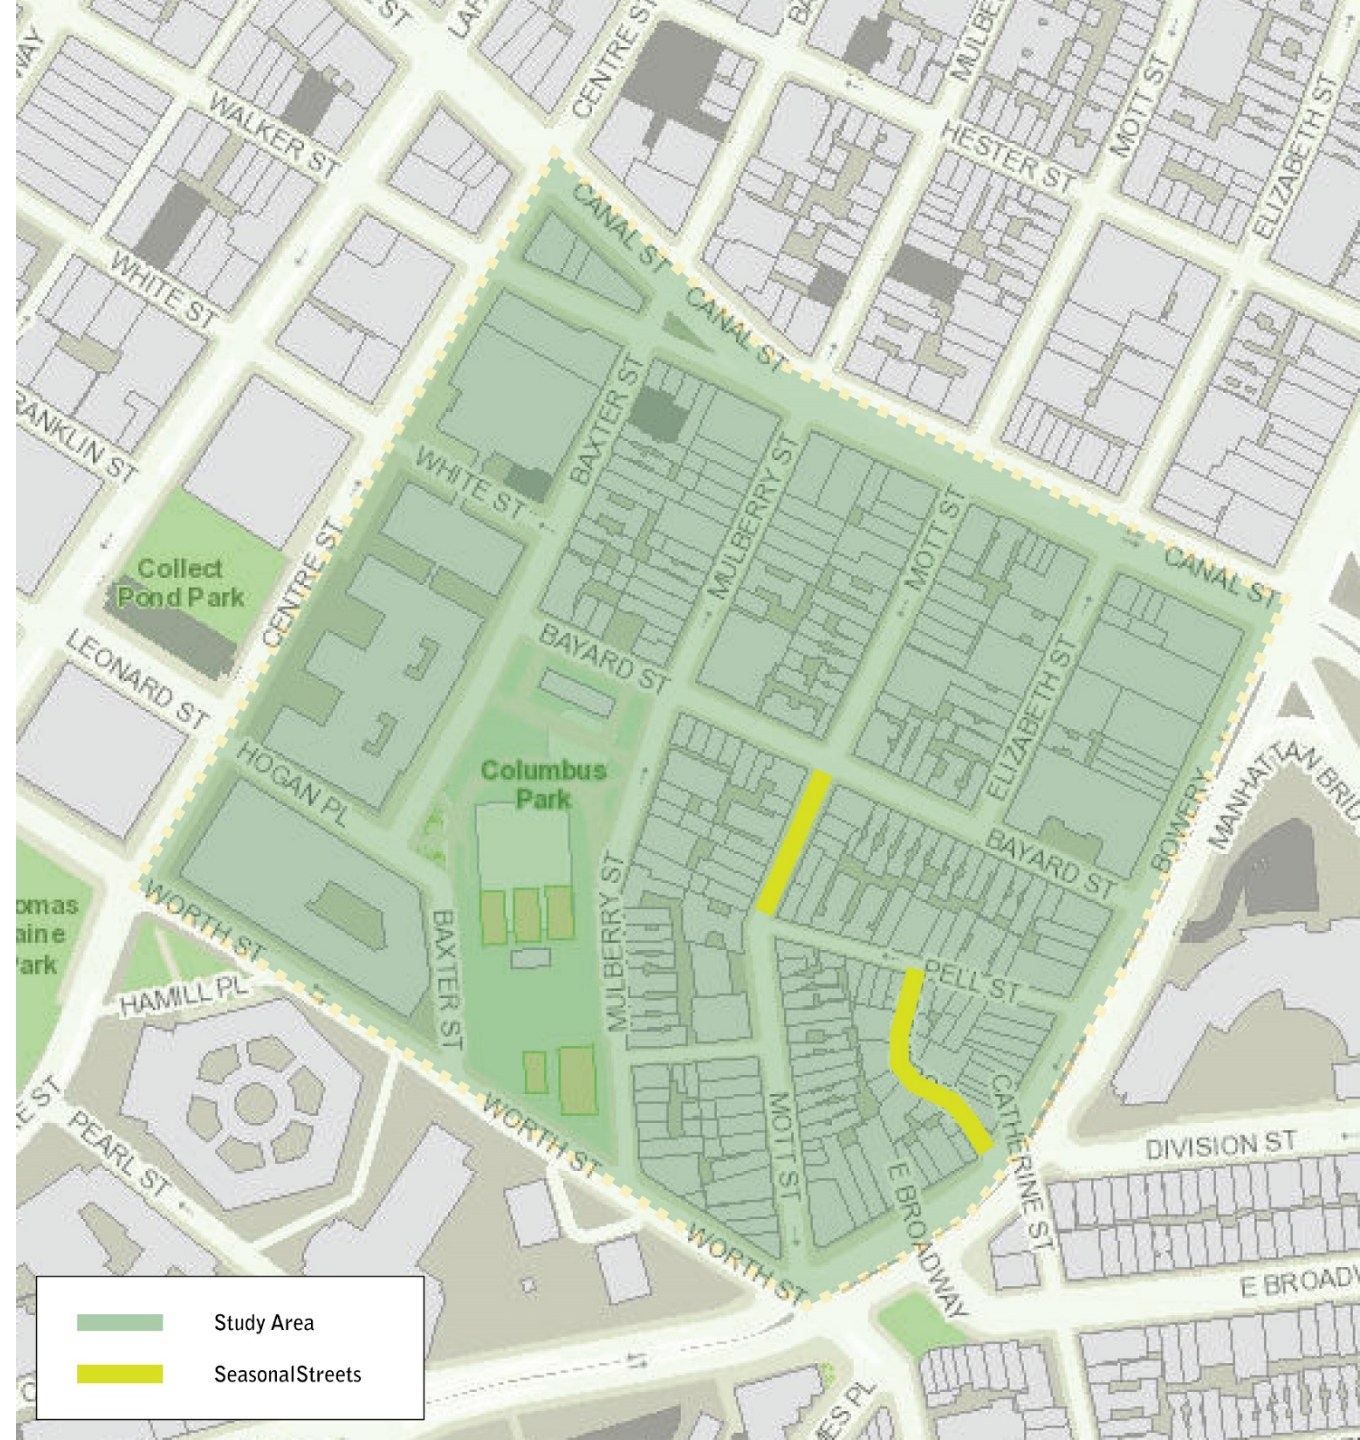 CENTRE ST
WALKER ST
HESTER ST
MOTT ST
ELIZABETH ST
CANAL ST
WHITE ST
CANAL ST
BAXTER ST
WHITE ST
MULBERRY ST
MOTT ST
CANAL ST
Collect
Pond Park
CENTRE ST
LEONARD ST
BAYARD ST
ELIZABETH ST
HOGAN PL
Columbus
Park
BOWERY
BAYARD ST
WORTH ST
BAXTER ST
MULBERRY ST
PELL ST
HAMILL PL
PEARL ST
WORTH ST
MOTT ST
CATHERINE ST
DIVISION ST
E BROADWAY
WORTH ST
Study Area
SeasonalStreets